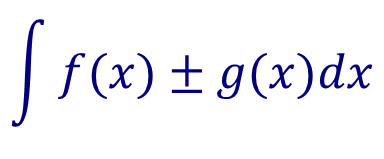 ∫ f(x) ± g(x)dx